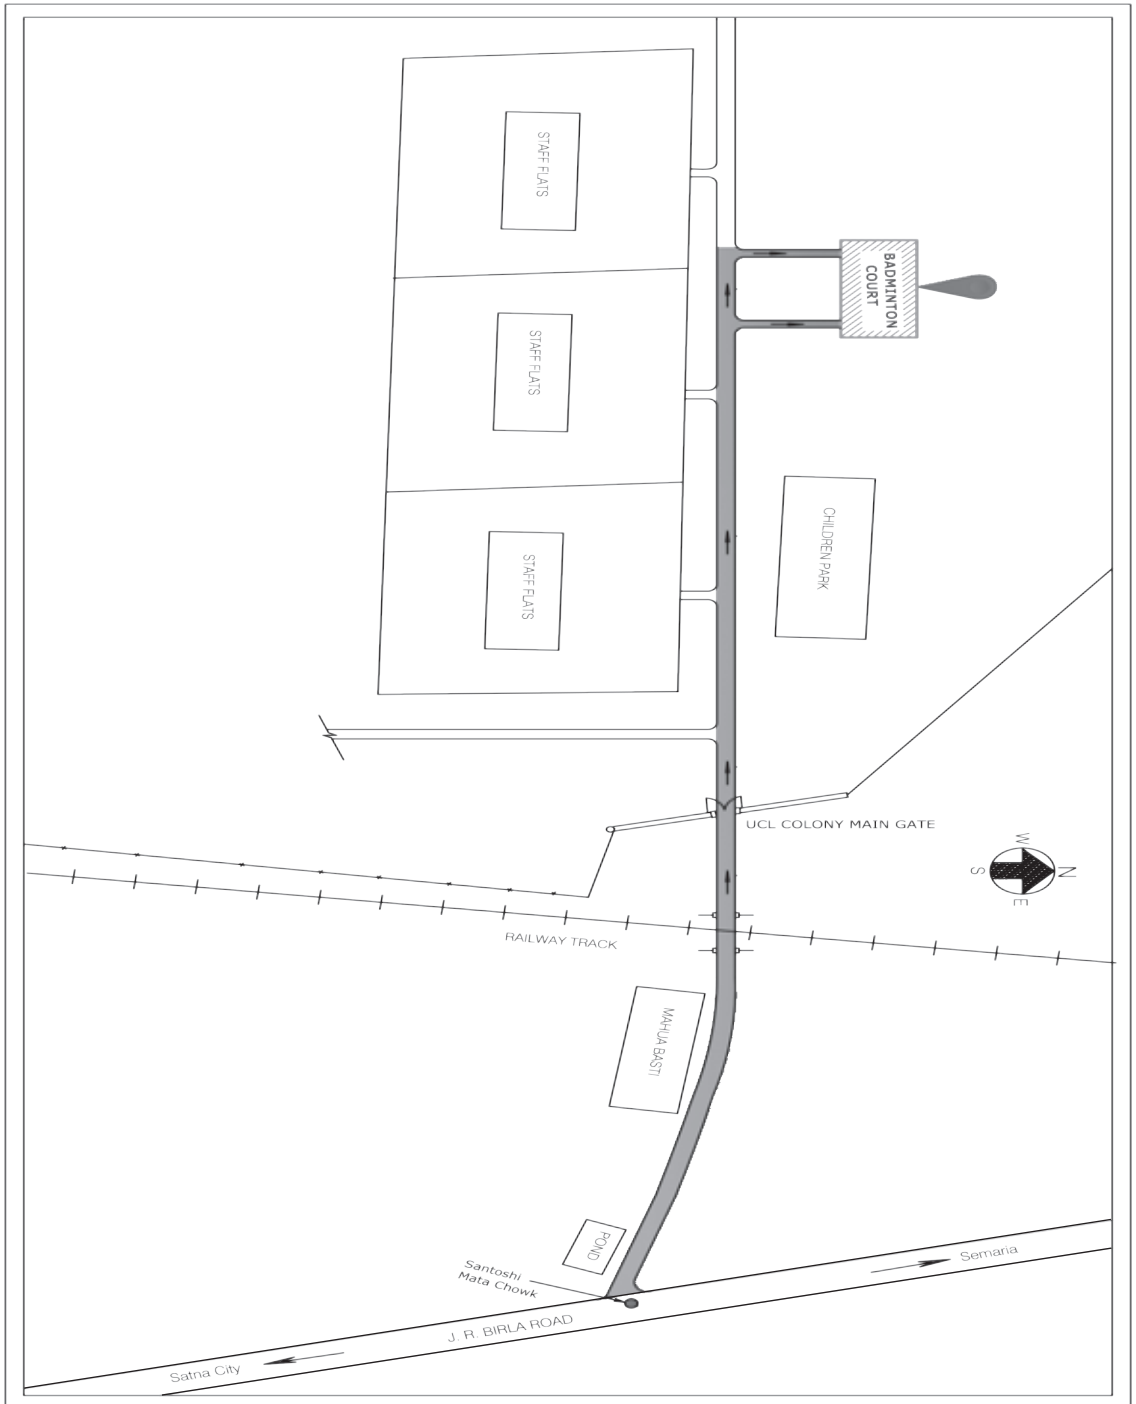 STAFF FLATS
BADMINTON
COURT
STAFF FLATS
CHILDREN PARK
STAFF FLATS
UCL COLONY MAIN GATE
W
N
S
E
RAILWAY TRACK
MAHUA BASTI
POND
Semaria
Santoshi
Mata Chowk
J. R. BIRLA ROAD
Satna City